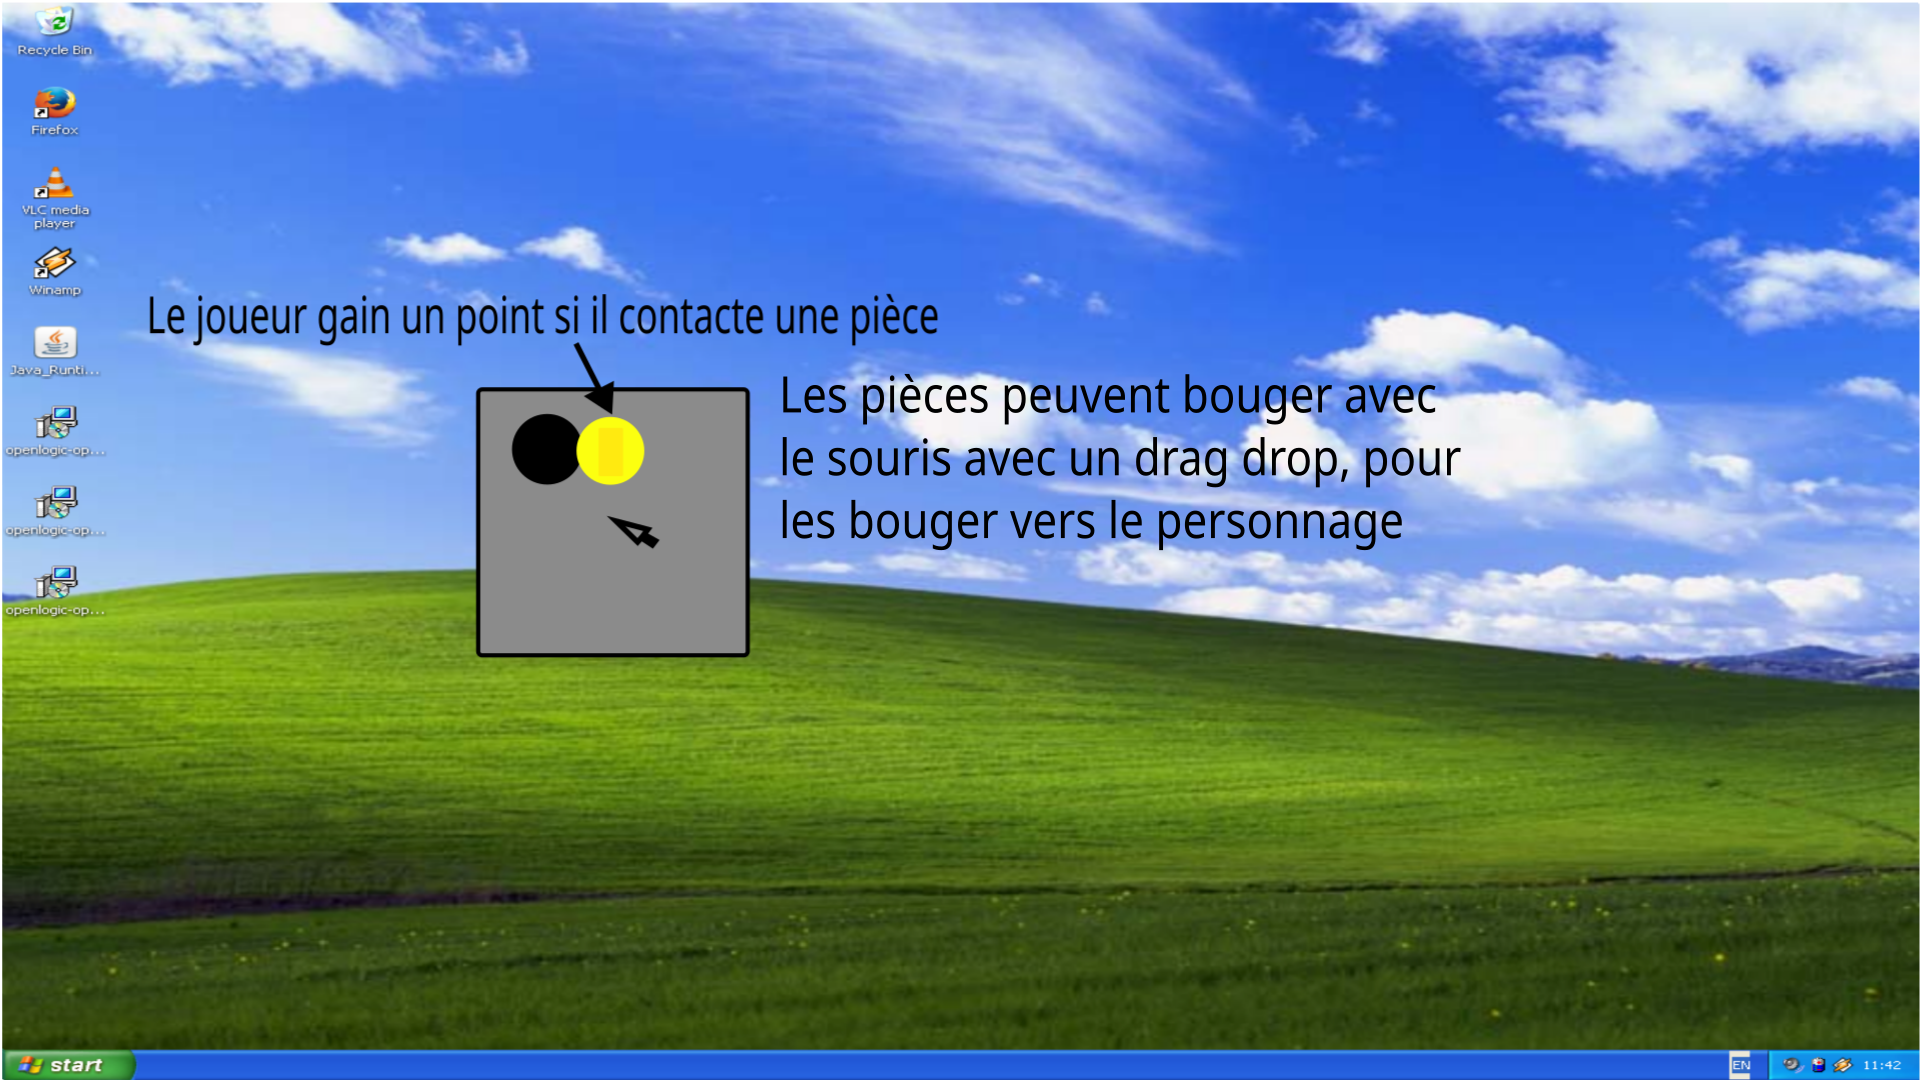 Recycle Bin
Firefox
VLC media
player
Winamp
Java_Runti...
openlogic-op...
openlogic-op...
openlogic-op...
Le joueur gain un point si il contacte une pièce
Les pièces peuvent bouger avec
le souris avec un drag drop, pour
les bouger vers le personnage
start
EN
11:42